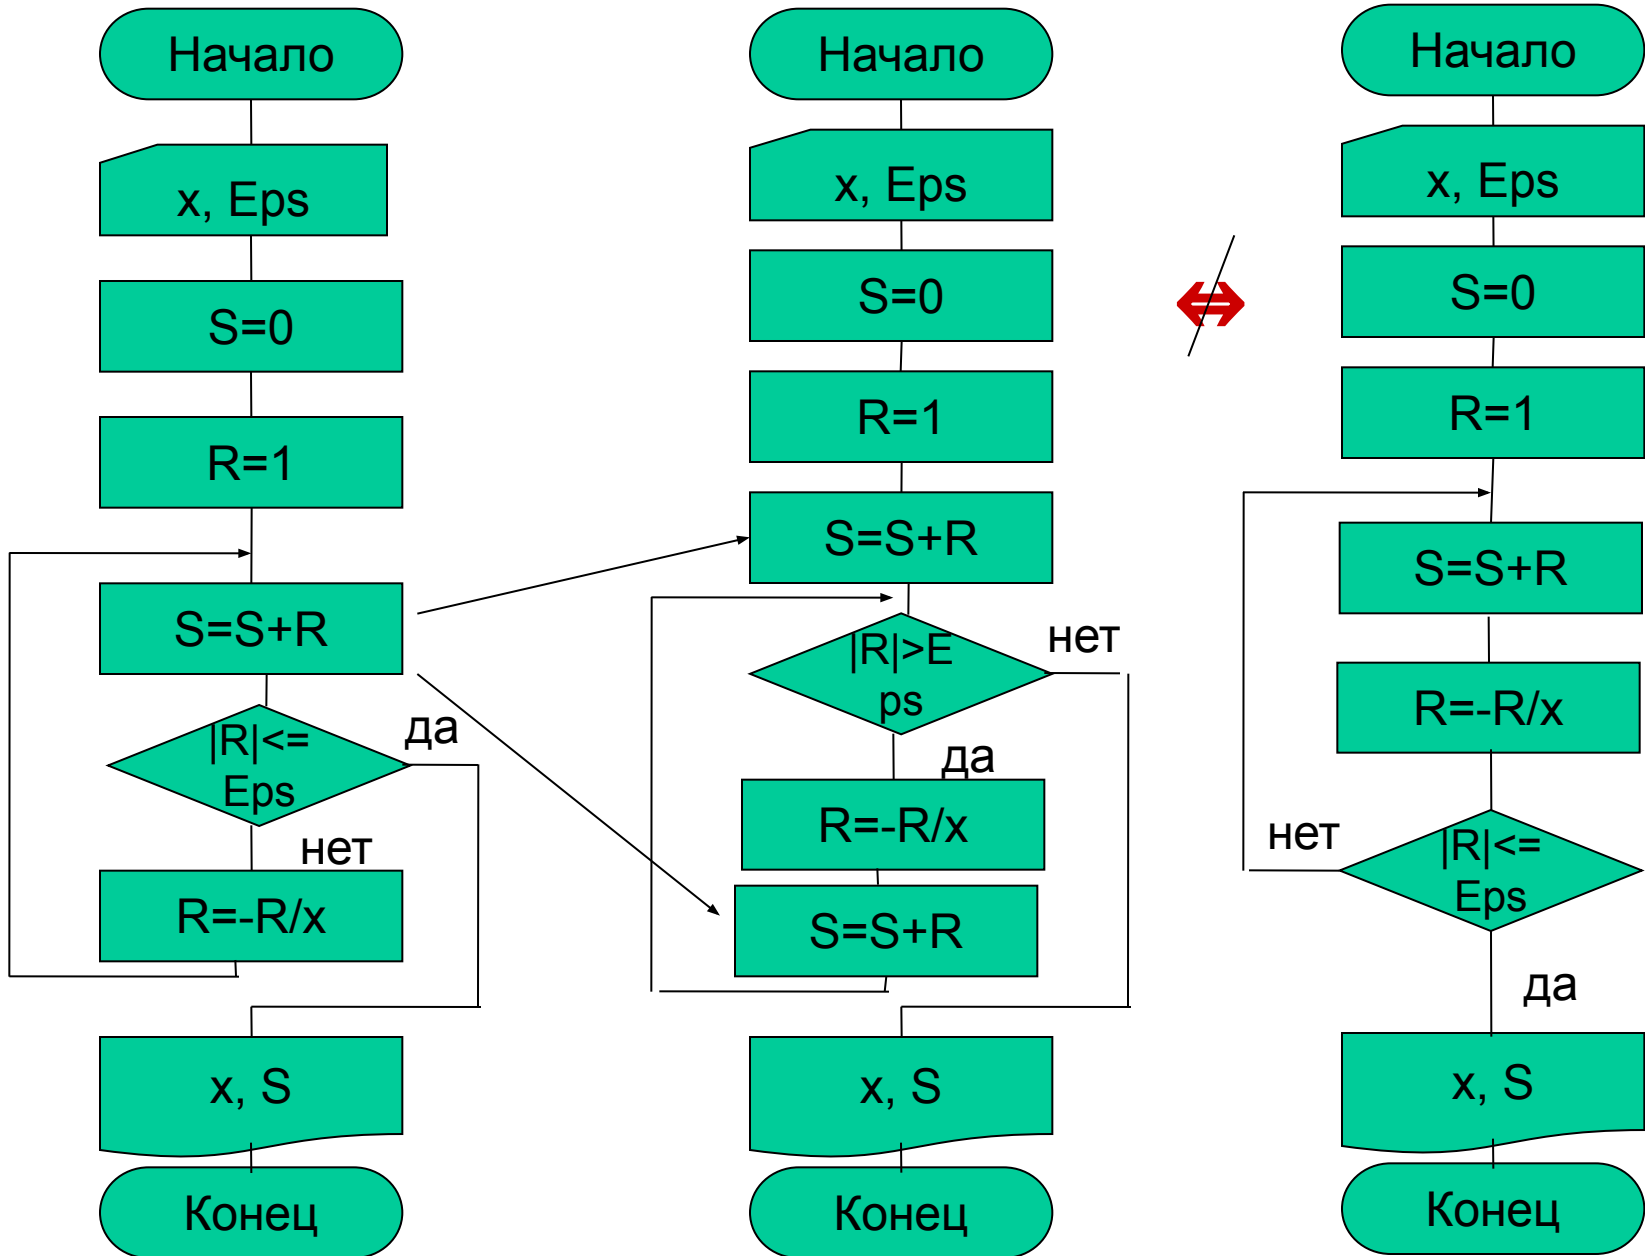 Начало
x, Eps
S=0
R=1
S=S+R
|R|<=
Eps
да
нет
R=-R/x
x, S
Конец
Начало
x, Eps
S=0
R=1
S=S+R
|R|>E
ps
нет
да
R=-R/x
S=S+R
x, S
Конец
Начало
x, Eps
S=0
R=1
S=S+R
R=-R/x
|R|<=
Eps
нет
да
x, S
Конец